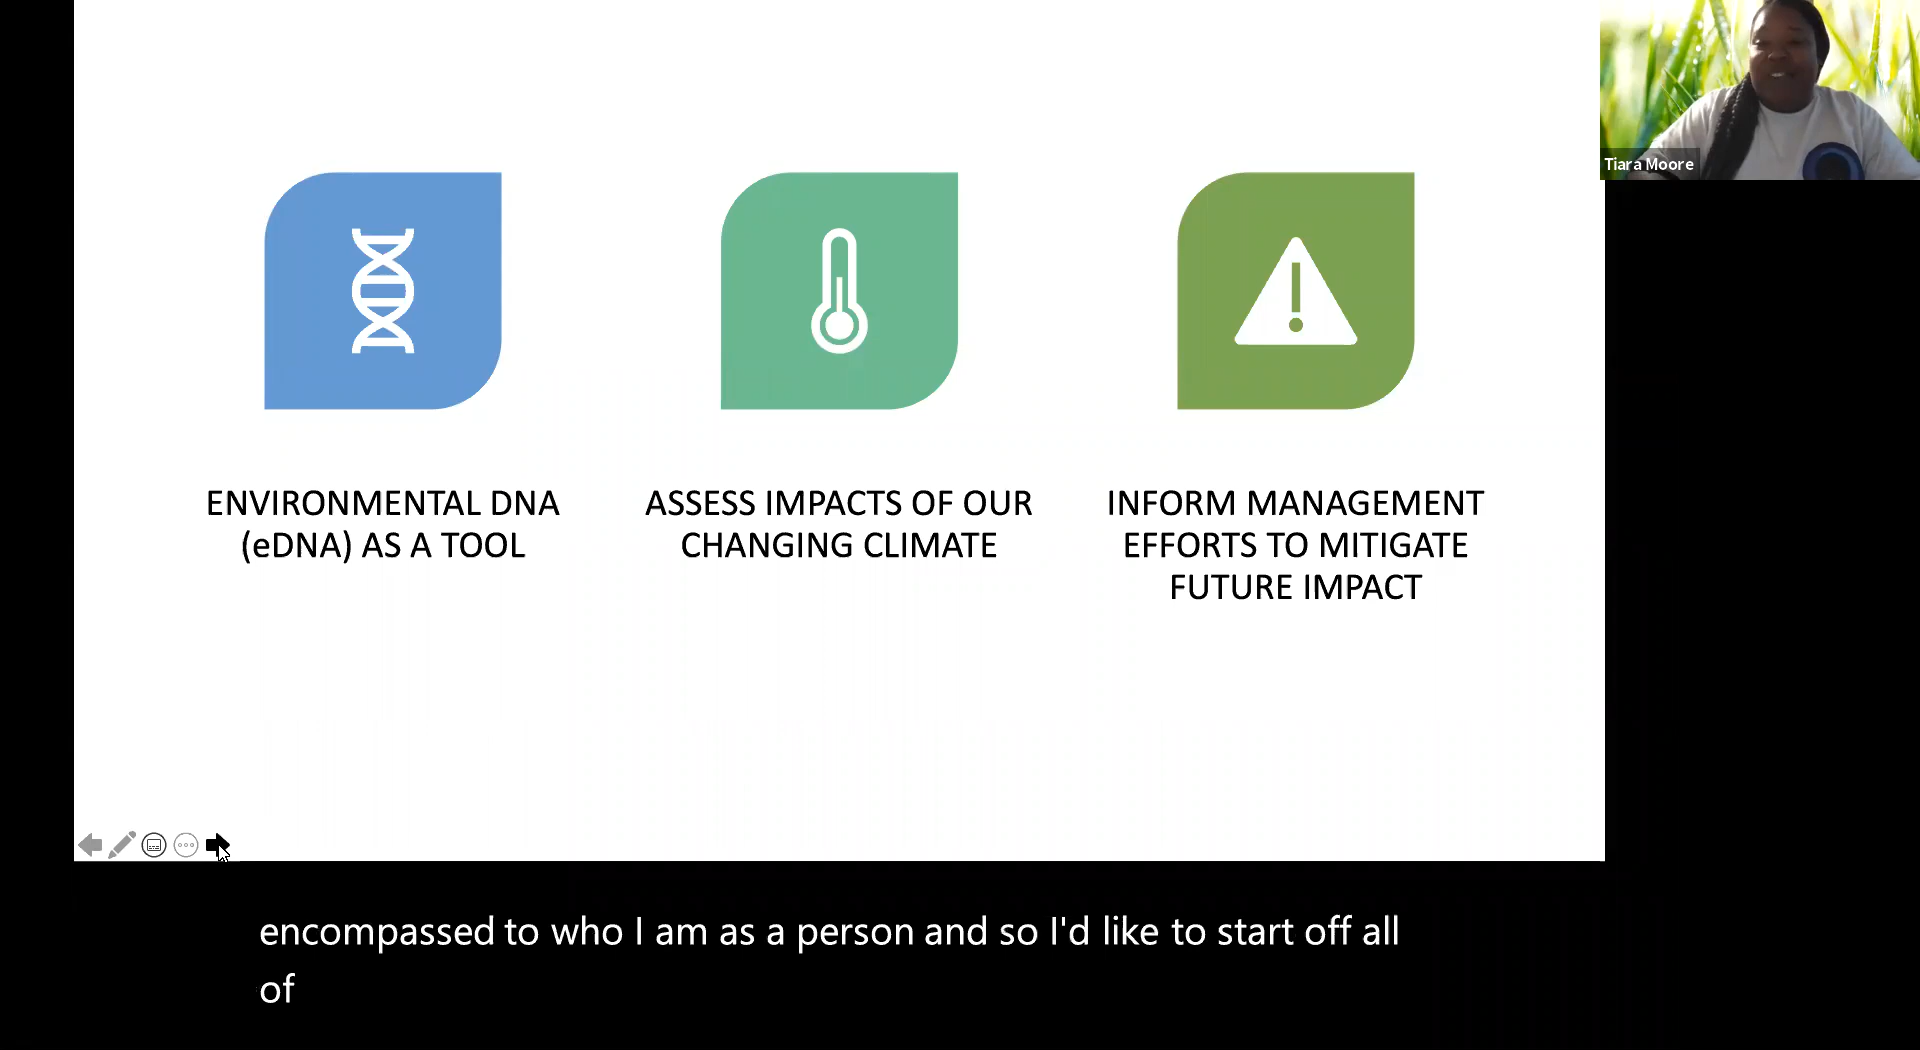 Tiara Moore
ENVIRONMENTAL DNA
(eDNA) AS A TOOL
ASSESS IMPACTS OF OUR
CHANGING CLIMATE
INFORM MANAGEMENT
EFFORTS TO MITIGATE
FUTURE IMPACT
encompassed to who I am as a person and so I'd like to start off all
of